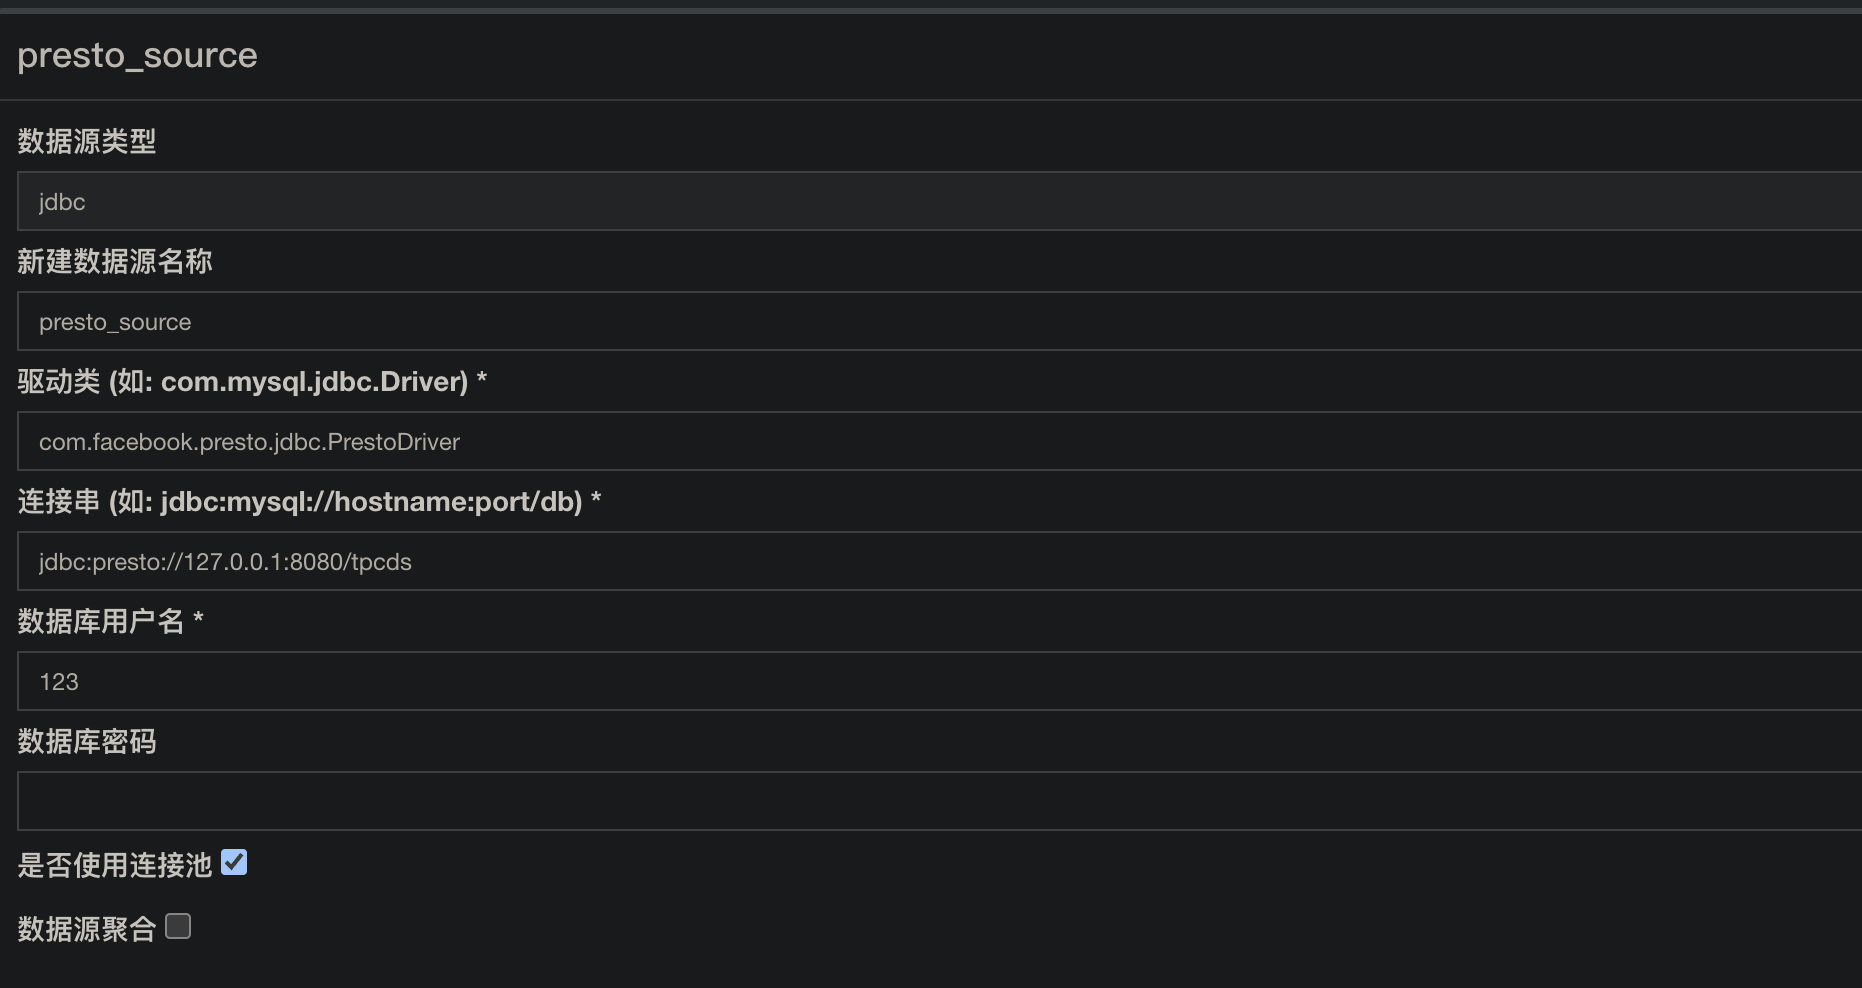 presto_source
数据源类型
jdbc
新建数据源名称
presto_source
驱动类 (如: com.mysql.jdbc.Driver) *
com.facebook.presto.jdbc.PrestoDriver
连接串 (如: jdbc:mysql://hostname:port/db) *
jdbc:presto://127.0.0.1:8080/tpcds
数据库用户名 *
123
数据库密码
是否使用连接池
数据源聚合